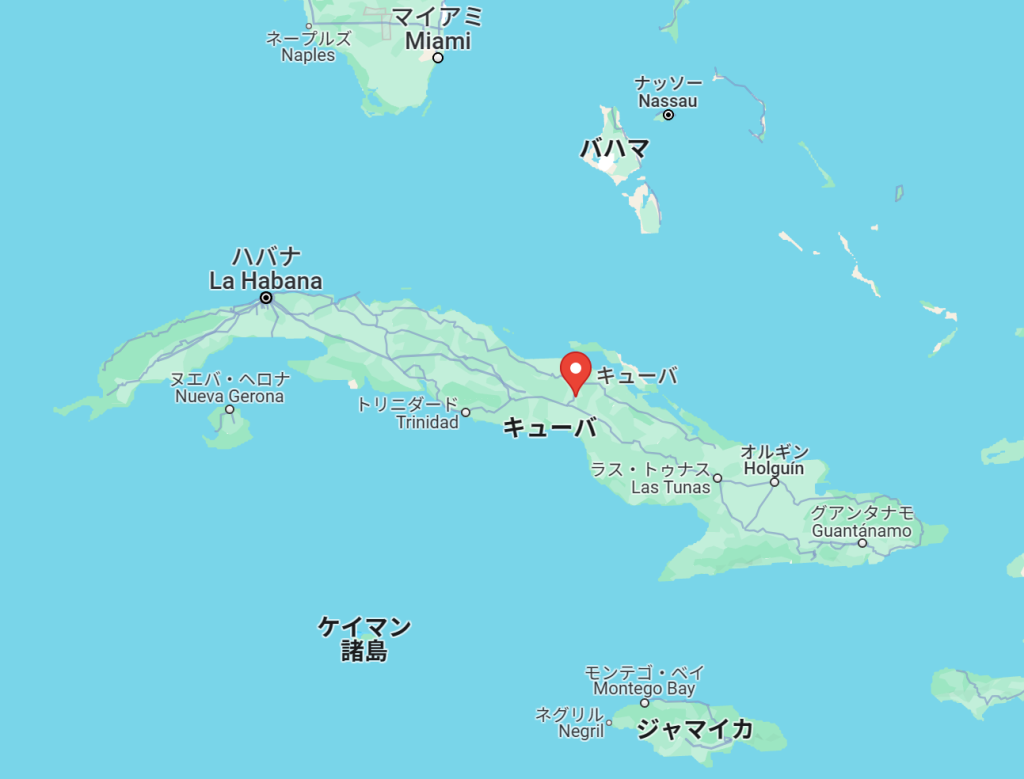 マイアミ
Miami
ネープルズ
Naples
ナッソー
Nassau
バハマ
ハバナ
La Habana
キューバ
ヌエバ・ヘロナ
Nueva Gerona
トリニダード
Trinidad
キューバ
オルギン
Holguín
ラス・トゥナス
Las Tunas
グアンタナモ
Guantánamo
ケイマン
諸島
モンテゴ・ベイ
Montego Bay
ネグリル
Negril
ジャマイカ